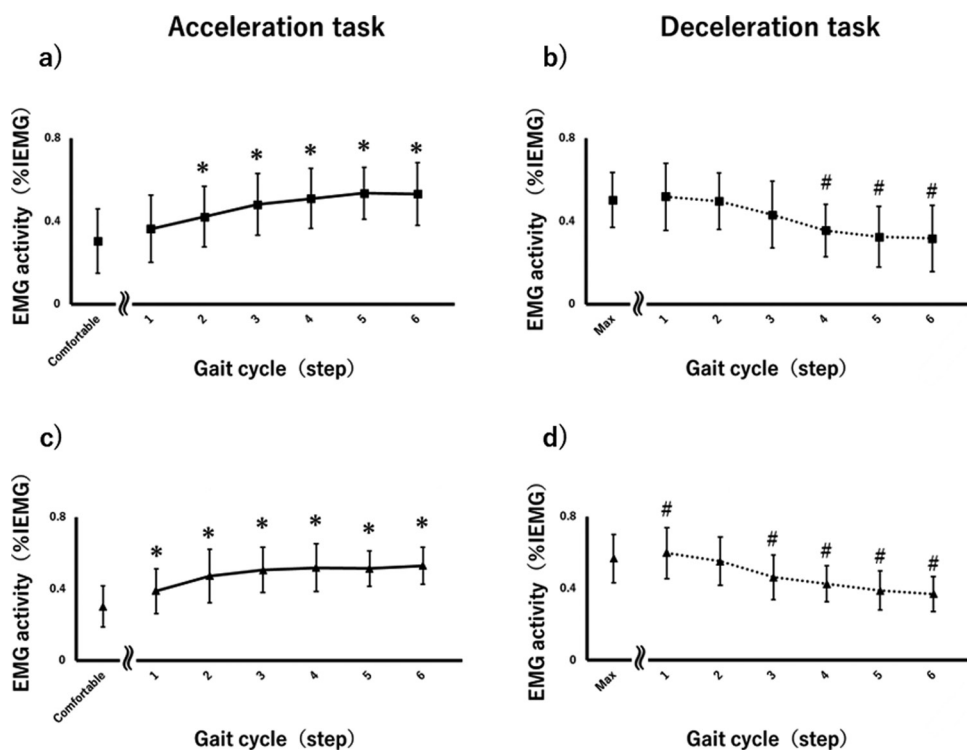 Acceleration task
Deceleration task
a)
EMG activity（%IEMG）
0.8
0.4
0
* * * * *
Comfortable 1 2 3 4 5 6
Gait cycle（step）
b)
EMG activity（%IEMG）
0.8
0.4
0
# # #
Max 1 2 3 4 5 6
Gait cycle（step）
c)
EMG activity（%IEMG）
0.8
0.4
0
* * * * * *
Comfortable 1 2 3 4 5 6
Gait cycle（step）
d)
EMG activity（%IEMG）
0.8
0.4
0
# # # # #
Max 1 2 3 4 5 6
Gait cycle（step）